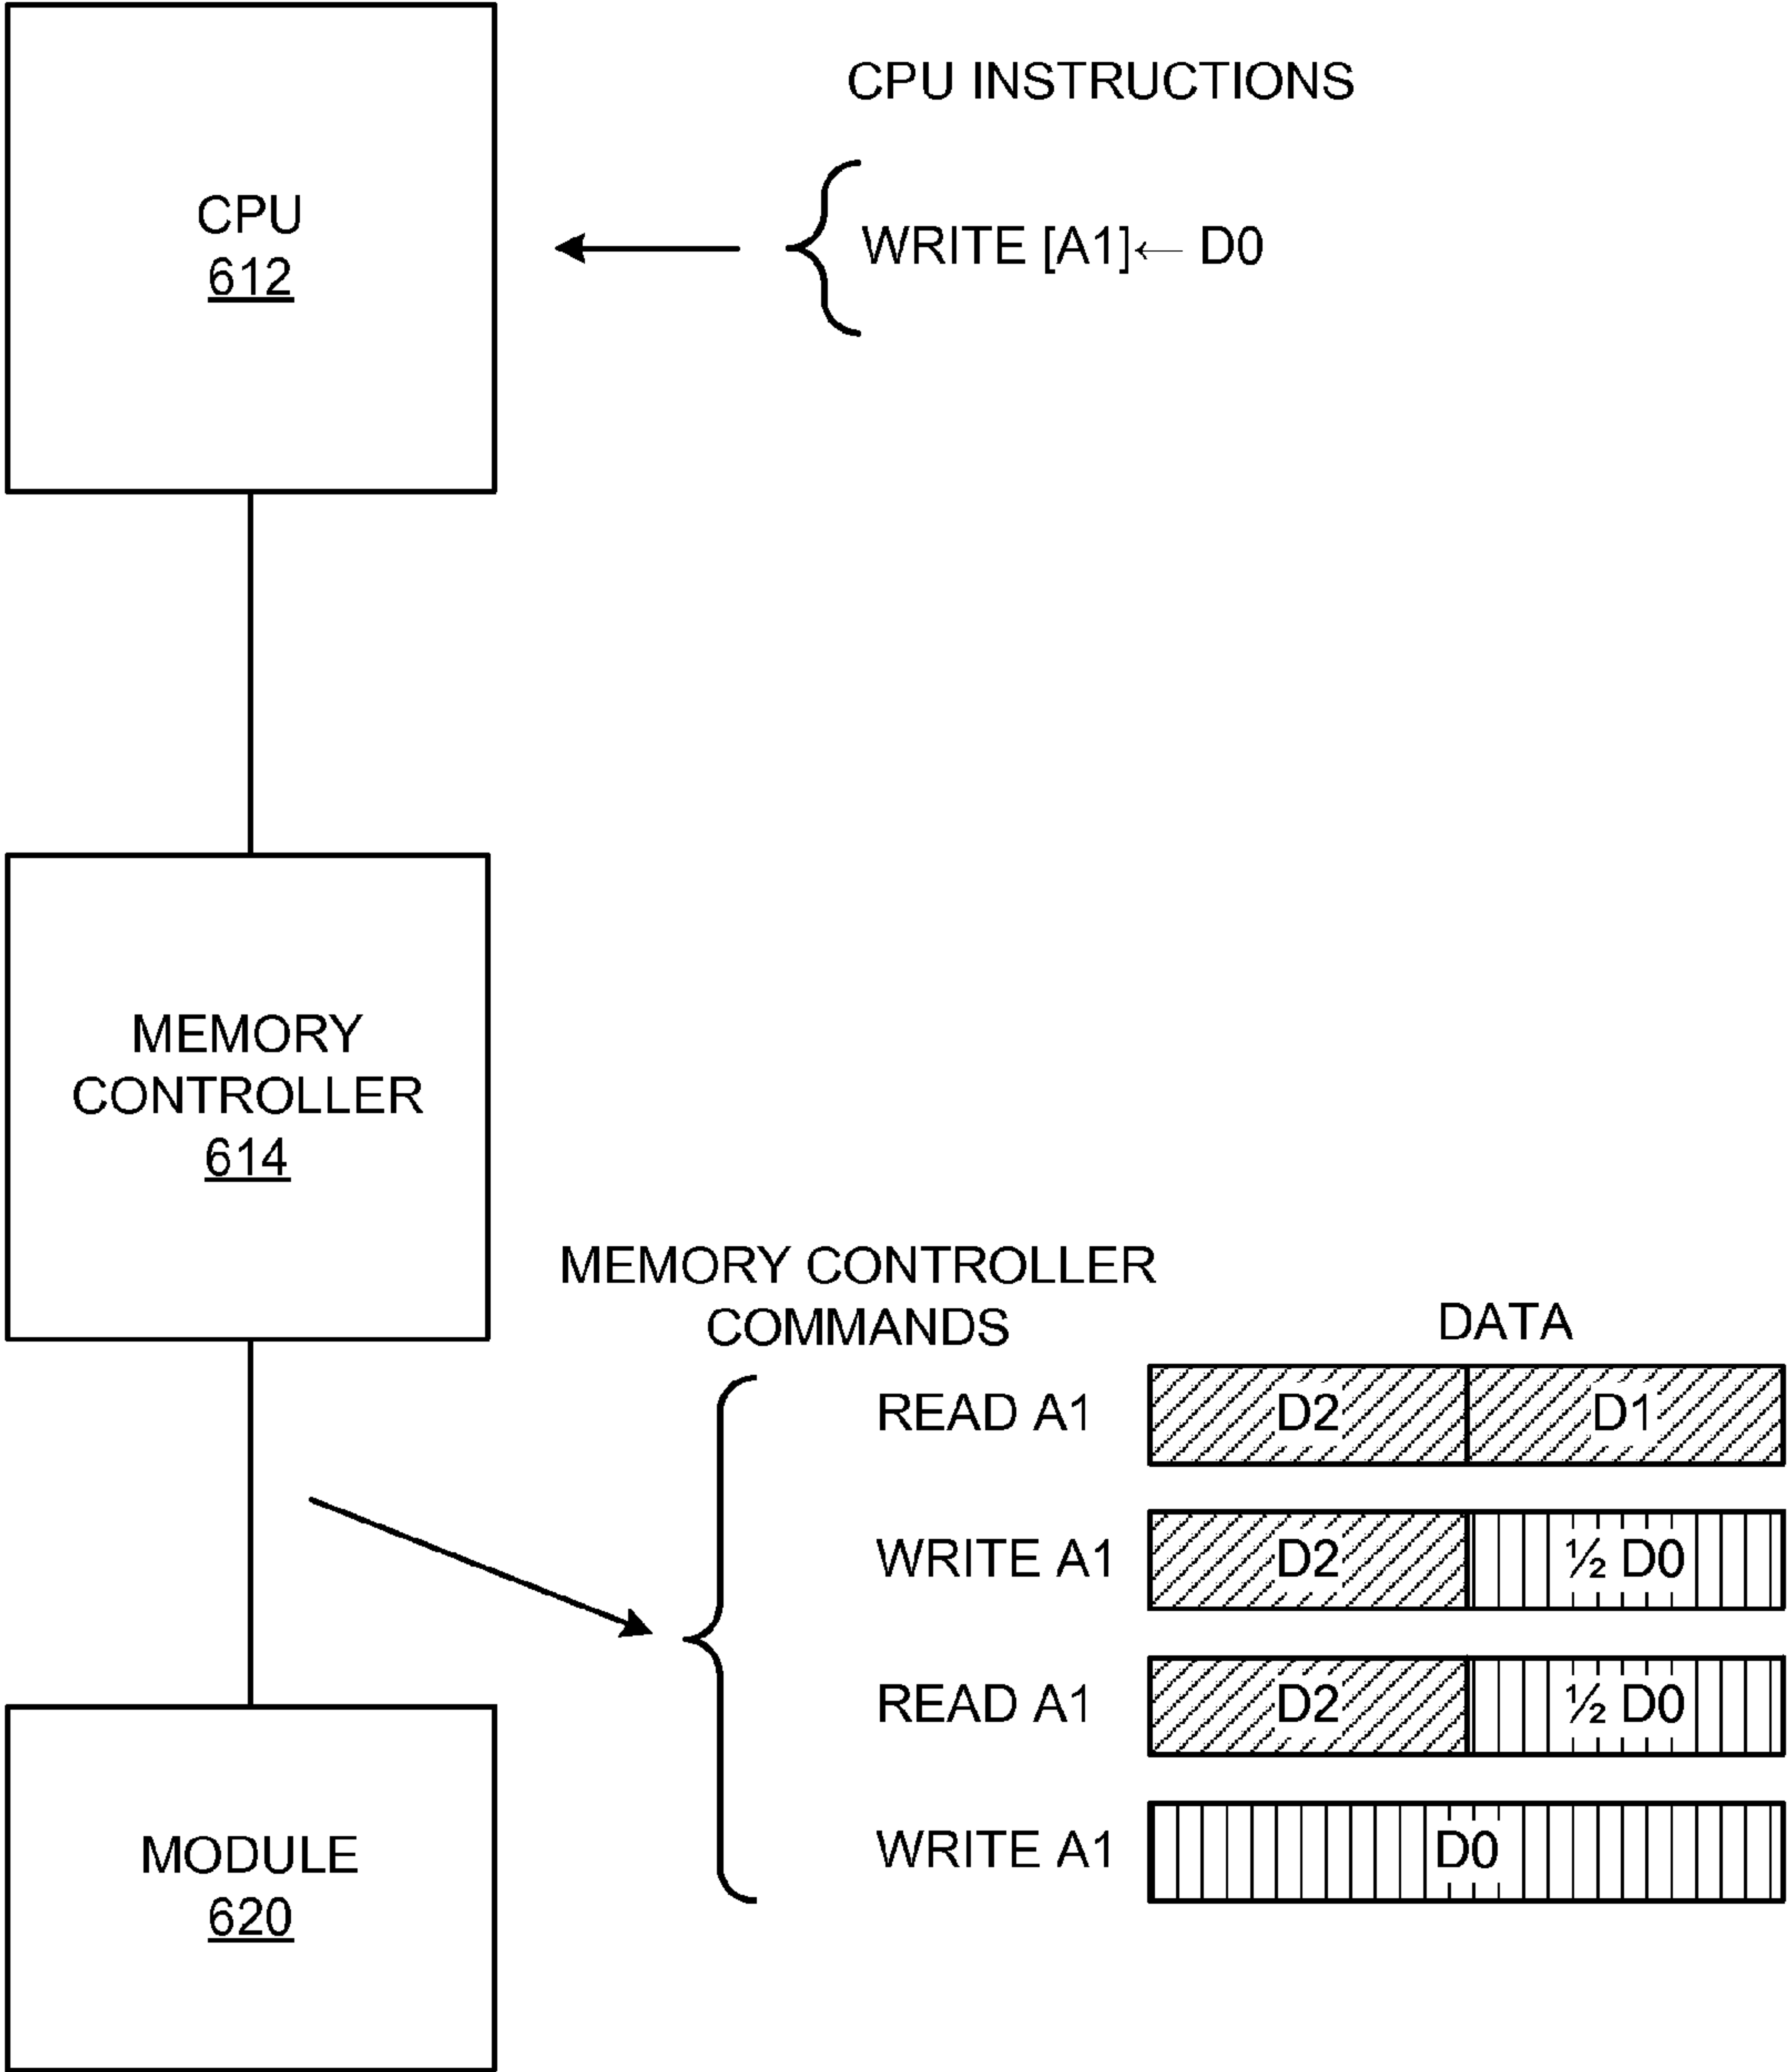 CPU INSTRUCTIONS
CPU
612
WRITE [A1]← D0
MEMORY
CONTROLLER
614
MEMORY CONTROLLER
COMMANDS
DATA
READ A1
D2
D1
WRITE A1
D2
½ D0
READ A1
D2
½ D0
WRITE A1
D0
MODULE
620